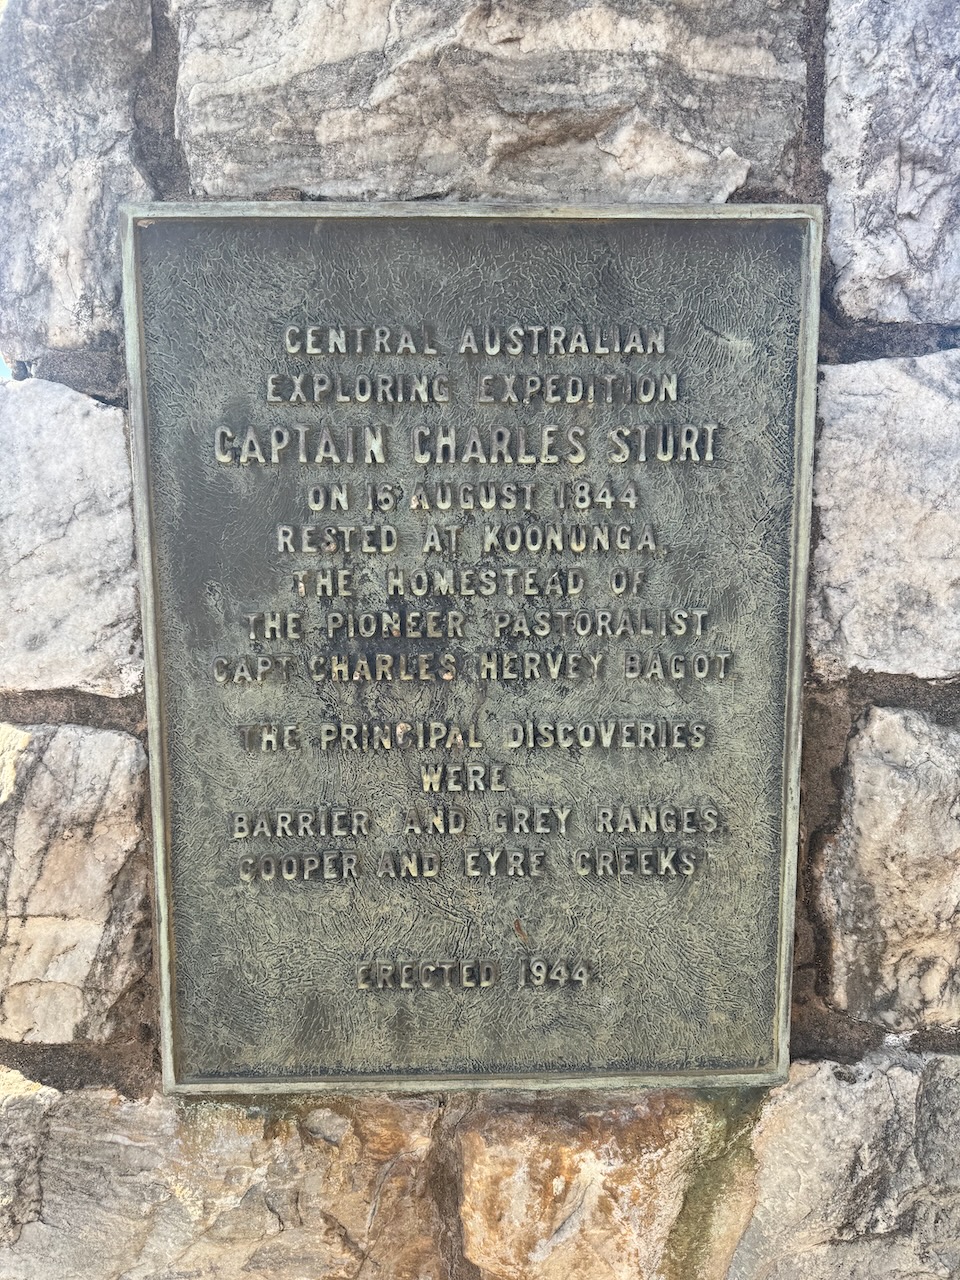 CENTRAL AUSTRALIAN
EXPLORING EXPEDITION
CAPTAIN CHARLES STURT
ON 15 AUGUST 1844
RESTED AT KOONUNGA,
THE HOMESTEAD OF
THE PIONEER PASTORALIST
CAPT. CHARLES HERVEY BAGOT.
THE PRINCIPAL DISCOVERIES
WERE
BARRIER AND GREY RANGES,
COOPER AND EYRE CREEKS.
ERECTED 1944.